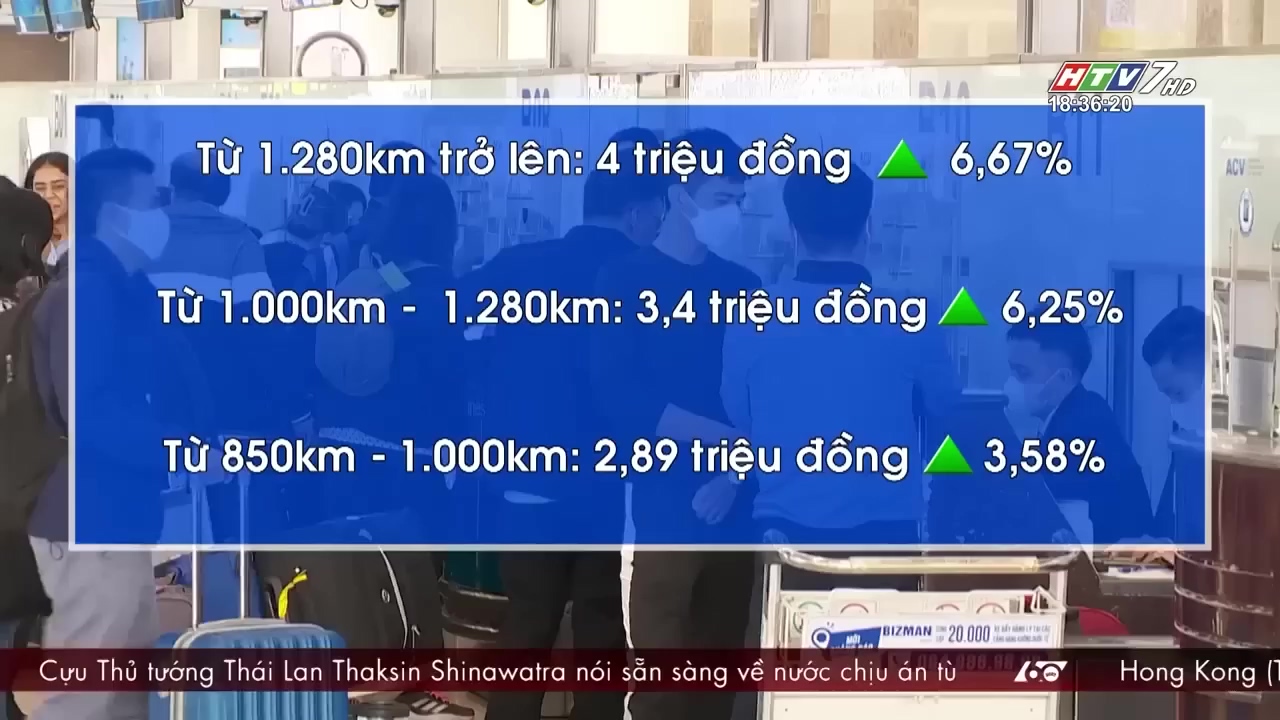 HTV7 HD
18:36:20
ACV
Từ 1.280km trở lên: 4 triệu đồng 6,67%
Từ 1.000km - 1.280km: 3,4 triệu đồng 6,25%
Từ 850km - 1.000km: 2,89 triệu đồng 3,58%
BIZMAN
20.000
Cựu Thủ tướng Thái Lan Thaksin Shinawatra nói sẵn sàng về nước chịu án tù
60 giây
Hong Kong